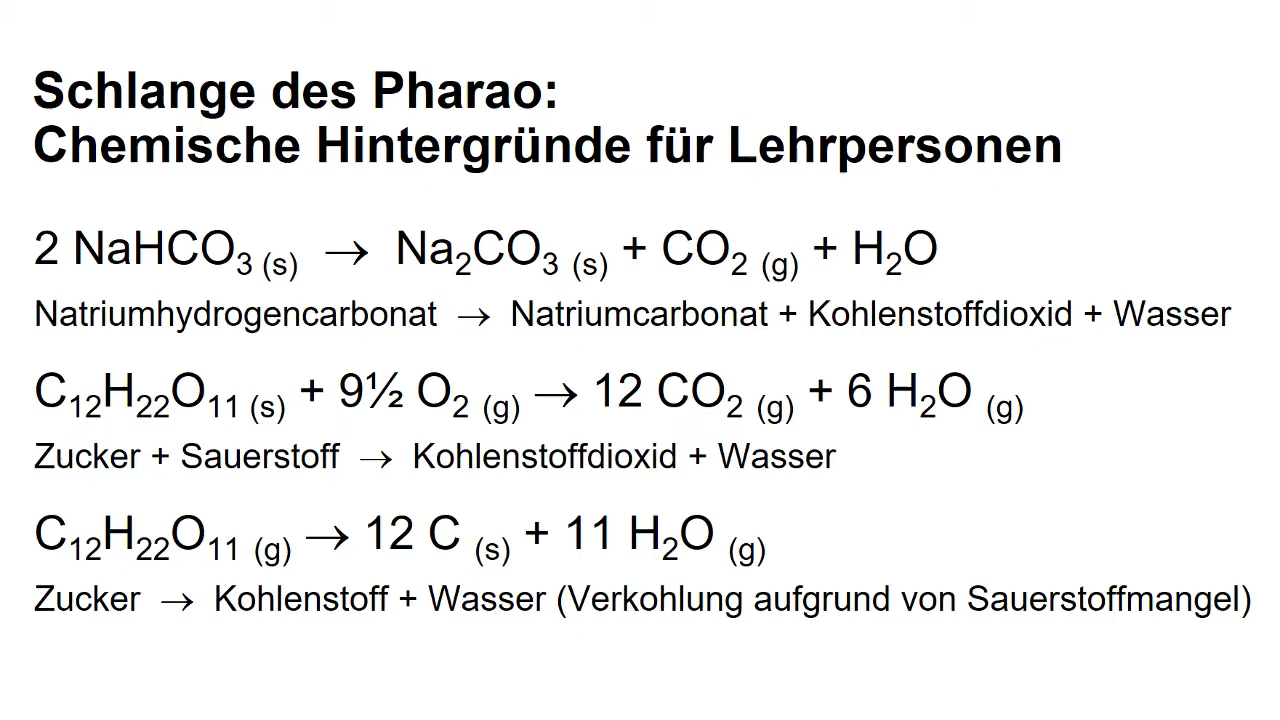 Schlange des Pharao:
Chemische Hintergründe für Lehrpersonen
2 NaHCO₃ (s) → Na₂CO₃ (s) + CO₂ (g) + H₂O
Natriumhydrogencarbonat → Natriumcarbonat + Kohlenstoffdioxid + Wasser
C₁₂H₂₂O₁₁ (s) + 9½ O₂ (g) → 12 CO₂ (g) + 6 H₂O (g)
Zucker + Sauerstoff → Kohlenstoffdioxid + Wasser
C₁₂H₂₂O₁₁ (g) → 12 C (s) + 11 H₂O (g)
Zucker → Kohlenstoff + Wasser (Verkohlung aufgrund von Sauerstoffmangel)